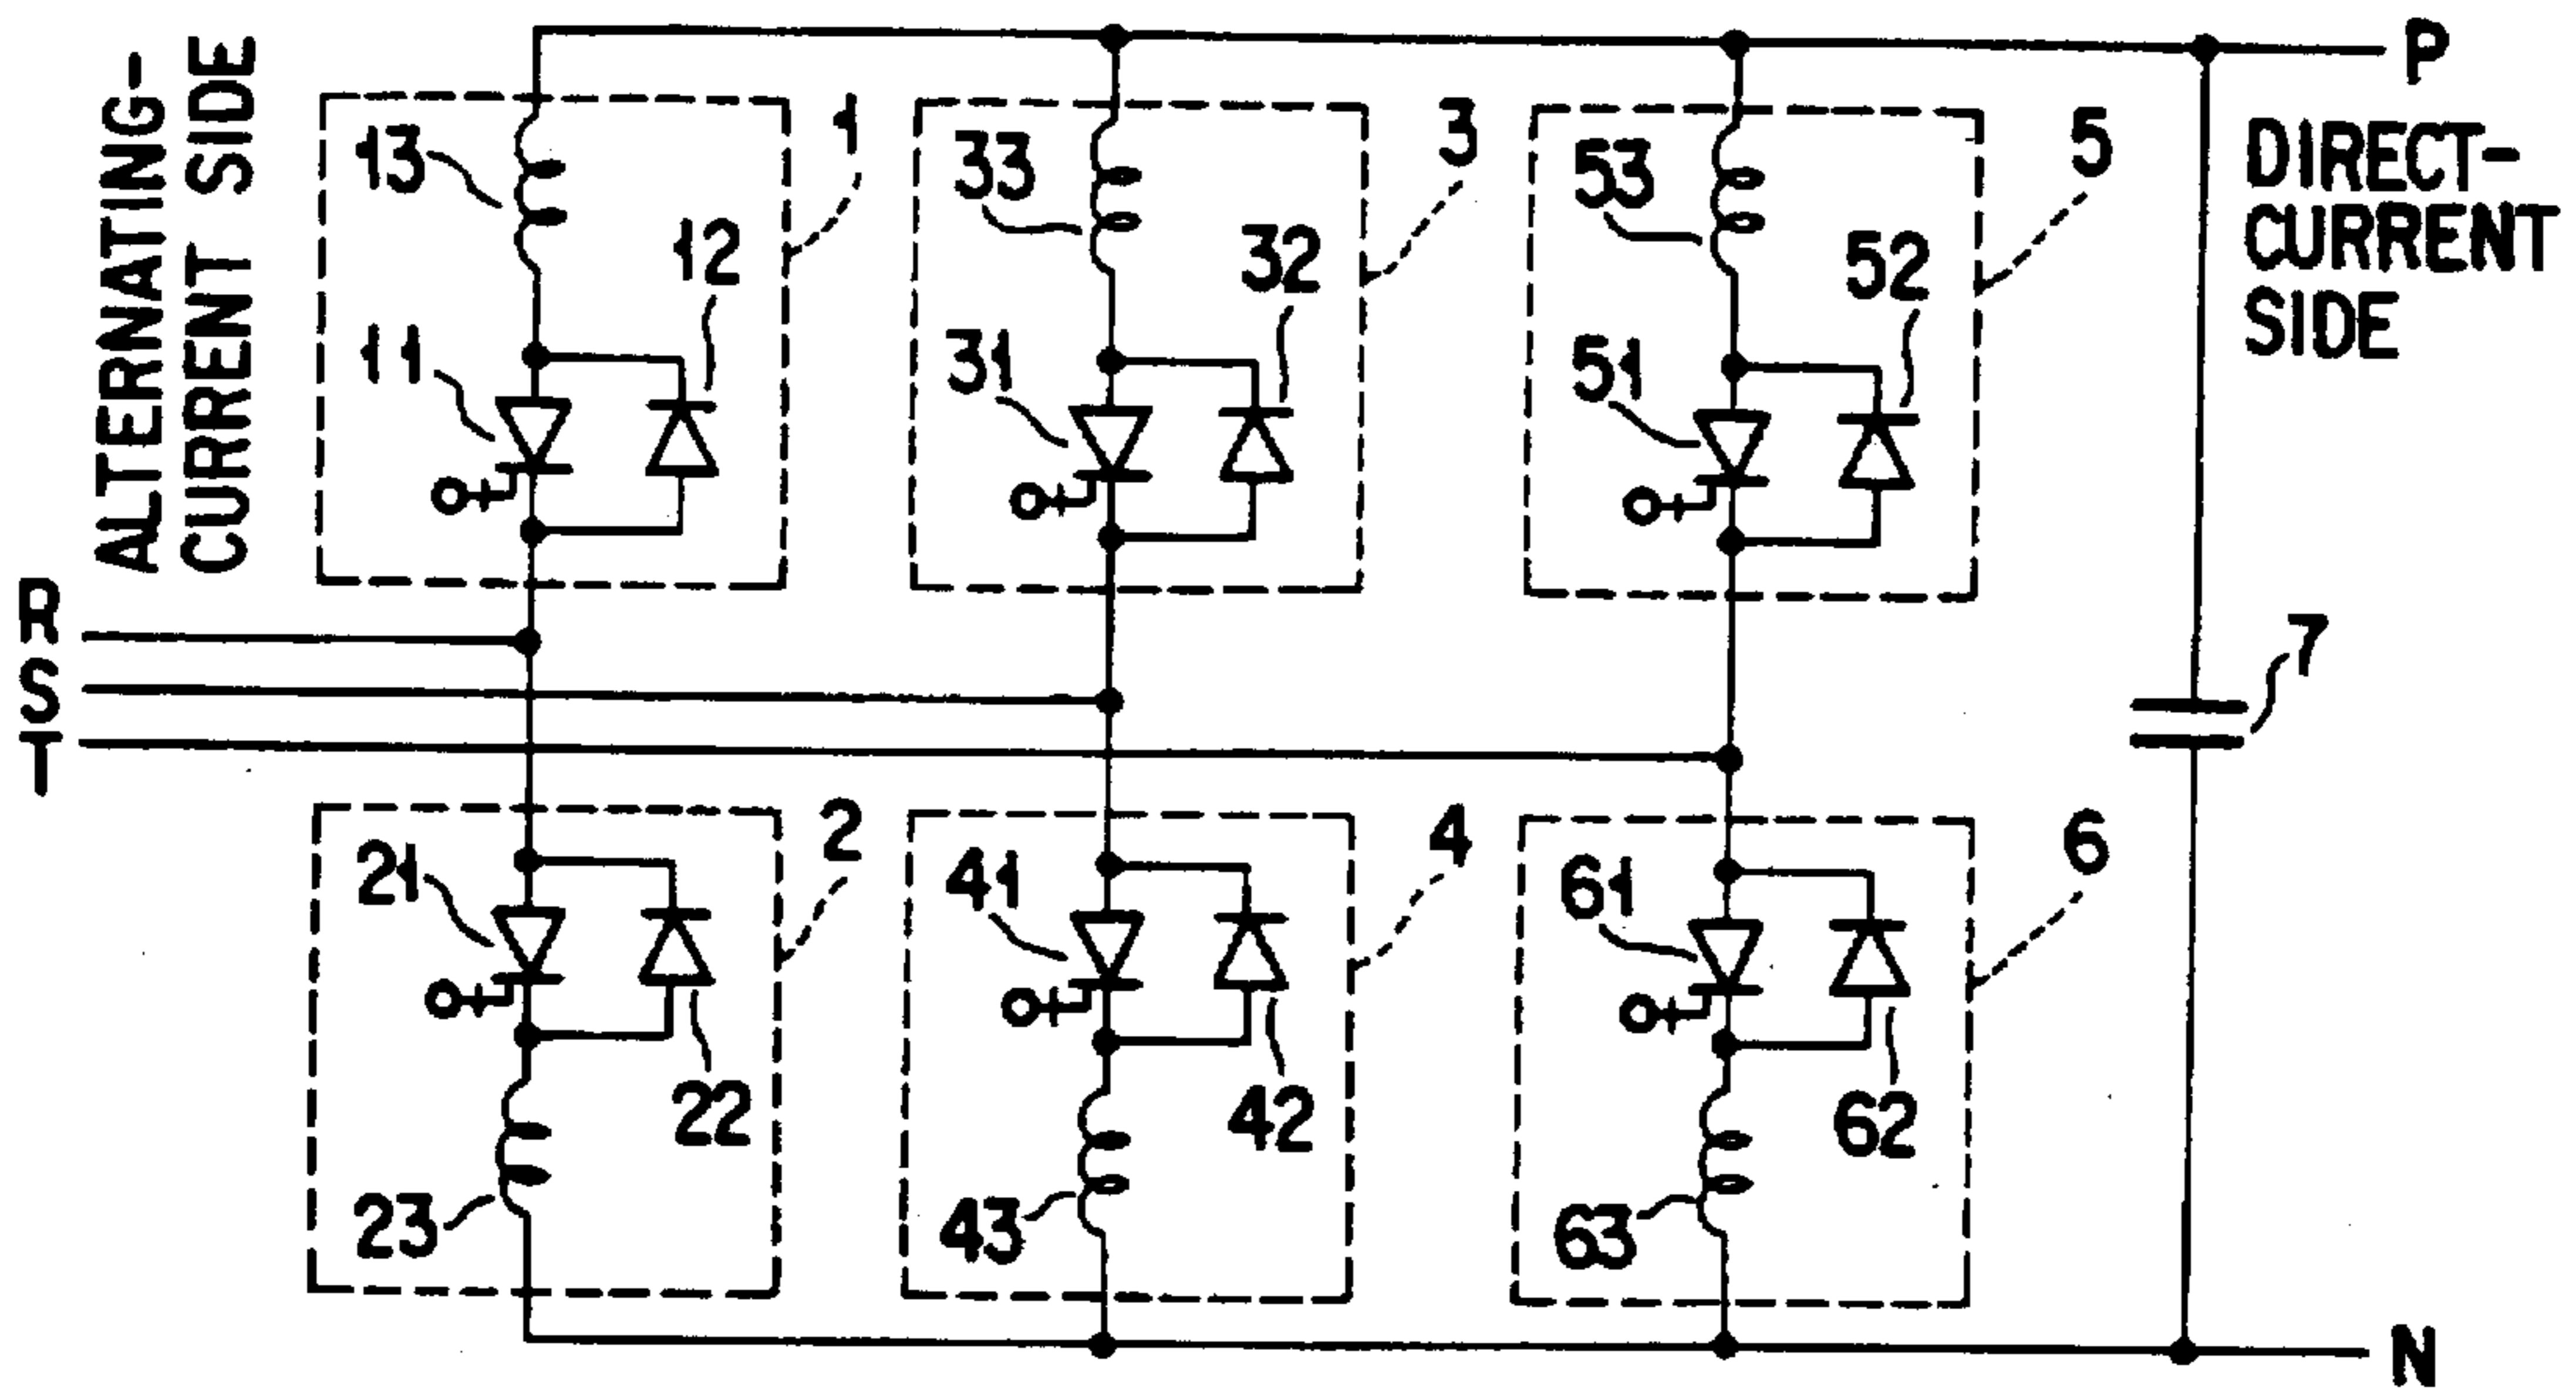 ALTERNATING-
CURRENT SIDE
P
DIRECT-
CURRENT
SIDE
13
1
12
11
33
3
32
31
53
5
52
51
R
S
T
7
21
2
22
23
41
4
42
43
61
6
62
63
N